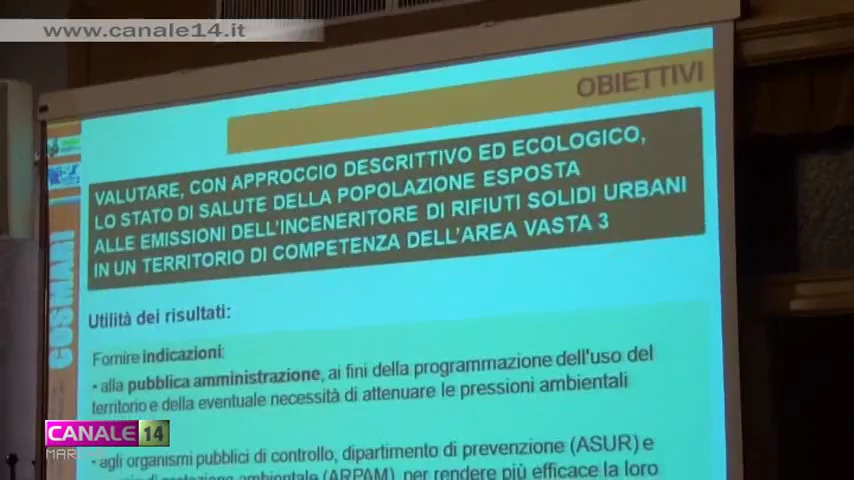 www.canale14.it
OBIETTIVI
VALUTARE, CON APPROCCIO DESCRITTIVO ED ECOLOGICO,
LO STATO DI SALUTE DELLA POPOLAZIONE ESPOSTA
ALLE EMISSIONI DELL'INCENERITORE DI RIFIUTI SOLIDI URBANI
IN UN TERRITORIO DI COMPETENZA DELL'AREA VASTA 3
COSMARI
Utilità dei risultati:
Fornire indicazioni:
• alla pubblica amministrazione, ai fini della programmazione dell'uso del
territorio e della eventuale necessità di attenuare le pressioni ambientali
• agli organismi pubblici di controllo, dipartimento di prevenzione (ASUR) e
ambientale (ARPAM), per rendere più efficace la loro
CANALE 14